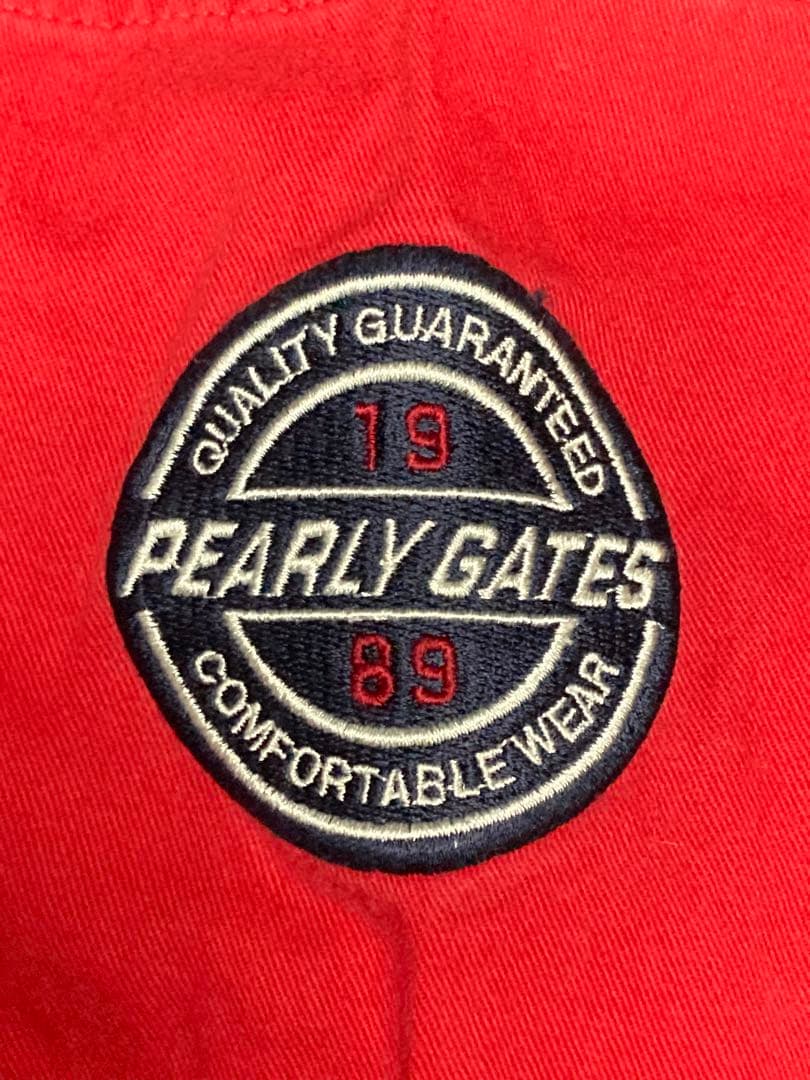 QUALITY GUARANTEED
19
PEARLY GATES
89
COMFORTABLE WEAR